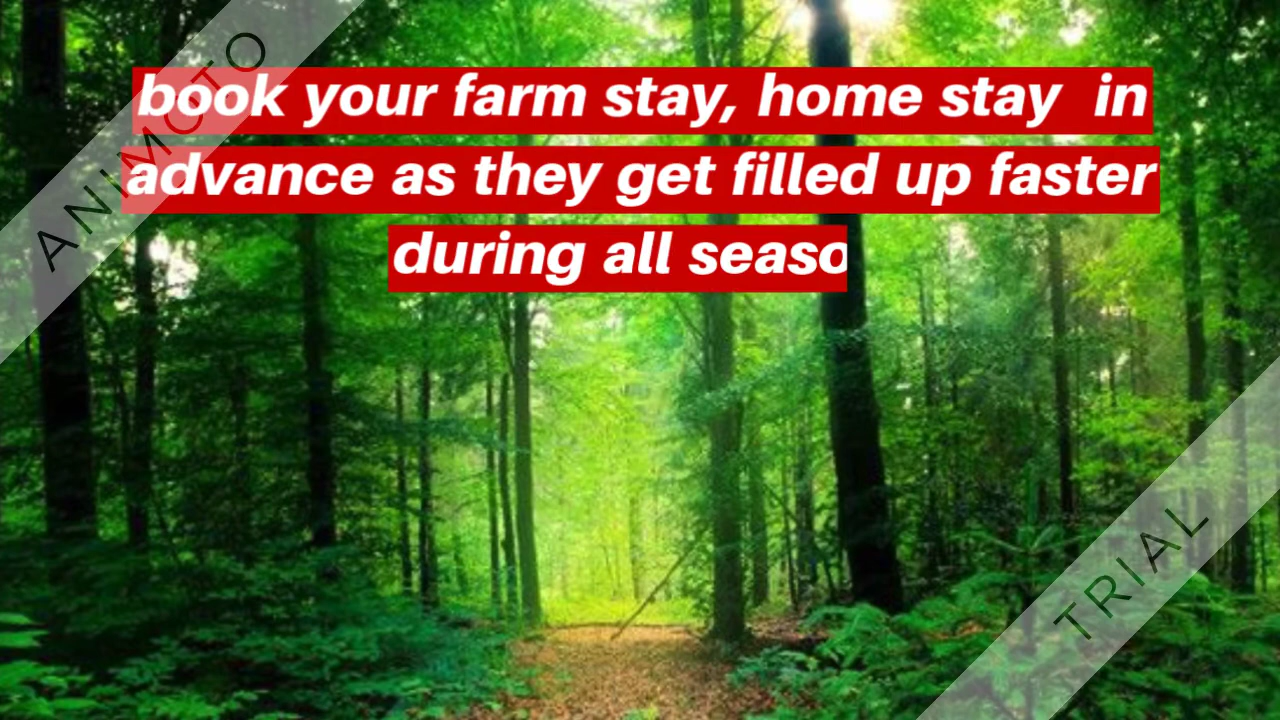 ANIMOTO
book your farm stay, home stay in
advance as they get filled up faster
during all seaso
TRIAL